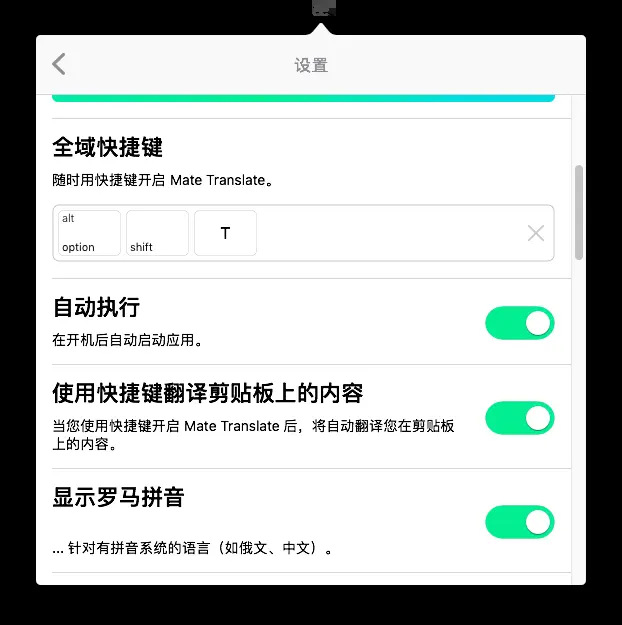 设置
全域快捷键
随时用快捷键开启 Mate Translate。
alt
option
shift
T
自动执行
在开机后自动启动应用。
使用快捷键翻译剪贴板上的内容
当您使用快捷键开启 Mate Translate 后，将自动翻译您在剪贴板
上的内容。
显示罗马拼音
... 针对有拼音系统的语言（如俄文、中文）。